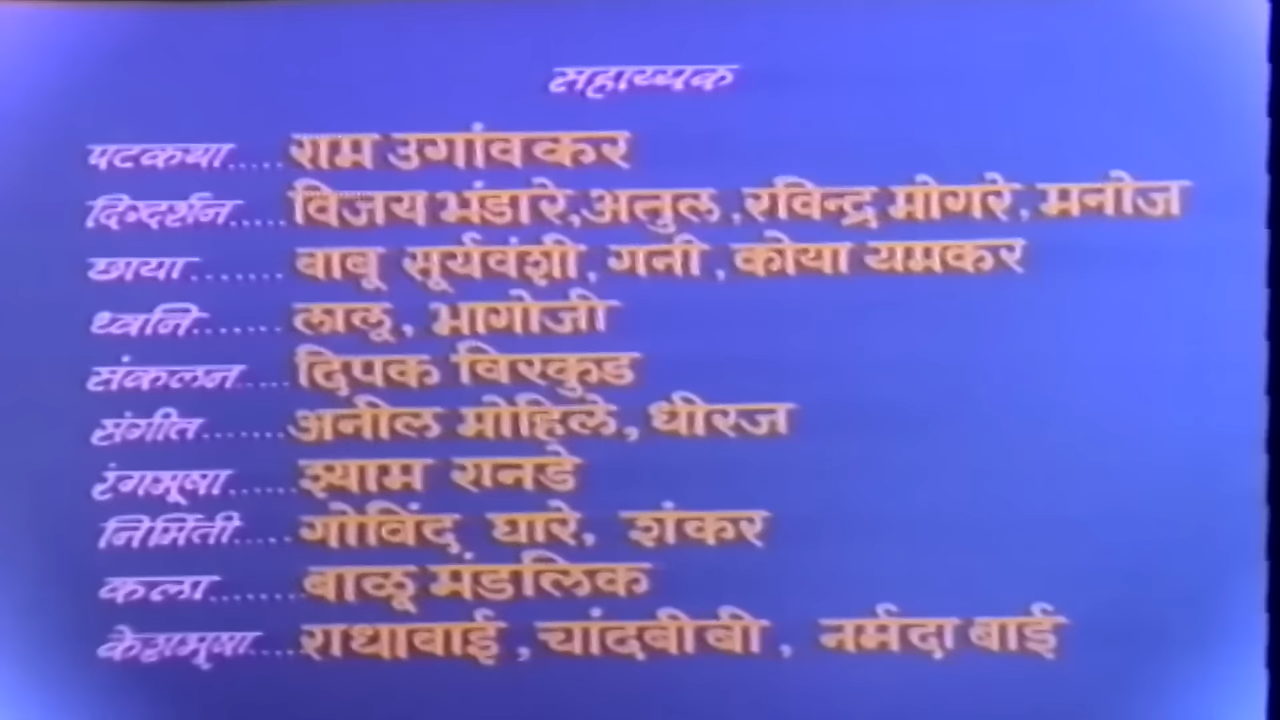 सहाय्यक
पटकथा..... राम उगांवकर
दिग्दर्शन..... विजय भंडारे, अतुल, रविन्द्र मोगरे, मनोज
छाया....... बाबू सूर्यवंशी, गनी, कोया यमकर
ध्वनि....... लालू, भागोजी
संकलन.... दिपक विरकुड
संगीत....... अनील मोहिले, धीरज
रंगभूषा...... श्याम रानडे
निर्मिती..... गोविंद घारे, शंकर
कला....... बाळू मंडलिक
केशभूषा.... राधाबाई, चांदबीबी, नर्मदा बाई